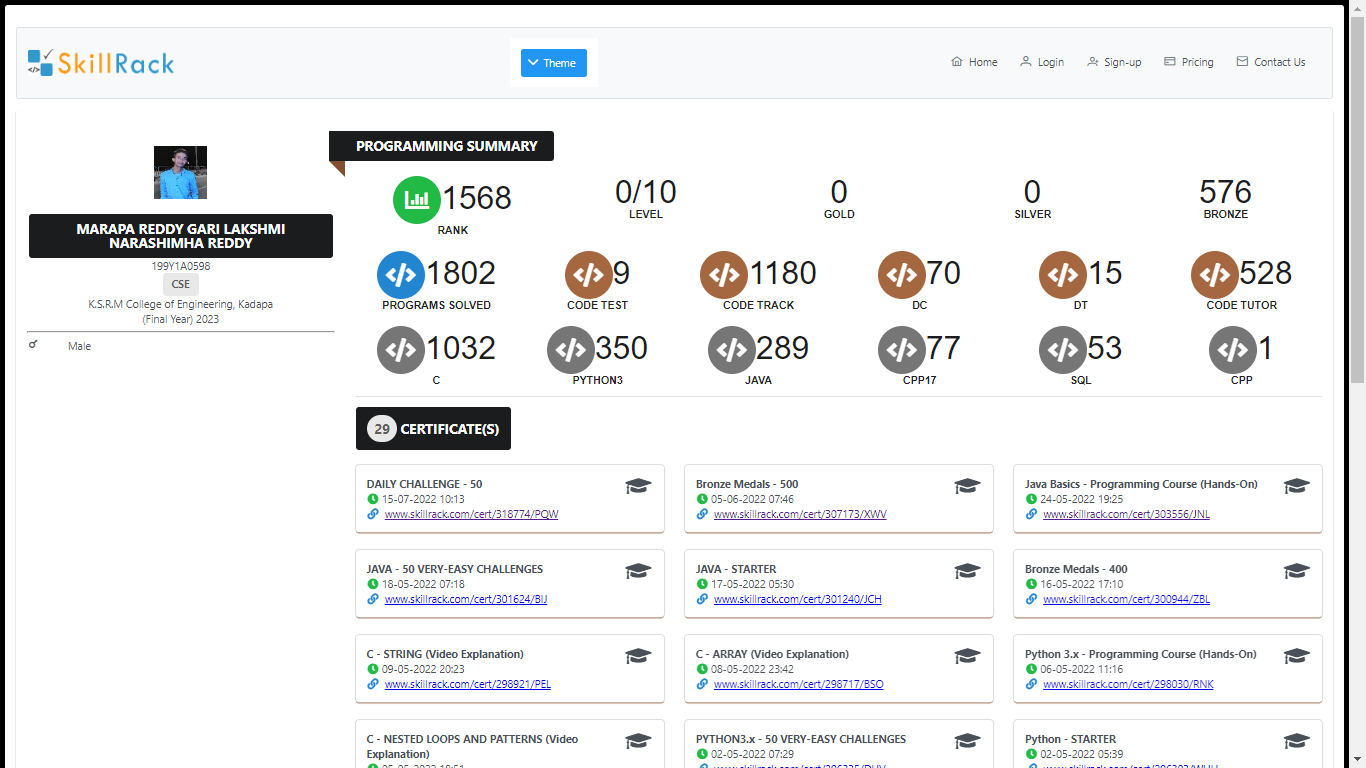 SkillRack
Theme
Home
Login
Sign-up
Pricing
Contact Us
MARAPA REDDY GARI LAKSHMI
NARASHIMHA REDDY
199Y1A0598
CSE
K.S.R.M College of Engineering, Kadapa
(Final Year) 2023
Male
PROGRAMMING SUMMARY
1568
RANK
0/10
LEVEL
0
GOLD
0
SILVER
576
BRONZE
1802
PROGRAMS SOLVED
9
CODE TEST
1180
CODE TRACK
70
DC
15
DT
528
CODE TUTOR
1032
C
350
PYTHON3
289
JAVA
77
CPP17
53
SQL
1
CPP
29 CERTIFICATE(S)
DAILY CHALLENGE - 50
15-07-2022 10:13
www.skillrack.com/cert/318774/PQW
Bronze Medals - 500
05-06-2022 07:46
www.skillrack.com/cert/307173/XWV
Java Basics - Programming Course (Hands-On)
24-05-2022 19:25
www.skillrack.com/cert/303556/JNL
JAVA - 50 VERY-EASY CHALLENGES
18-05-2022 07:18
www.skillrack.com/cert/301624/BIJ
JAVA - STARTER
17-05-2022 05:30
www.skillrack.com/cert/301240/JCH
Bronze Medals - 400
16-05-2022 17:10
www.skillrack.com/cert/300944/ZBL
C - STRING (Video Explanation)
09-05-2022 20:23
www.skillrack.com/cert/298921/PEL
C - ARRAY (Video Explanation)
08-05-2022 23:42
www.skillrack.com/cert/298717/BSO
Python 3.x - Programming Course (Hands-On)
06-05-2022 11:16
www.skillrack.com/cert/298030/RNK
C - NESTED LOOPS AND PATTERNS (Video
Explanation)
PYTHON3.x - 50 VERY-EASY CHALLENGES
02-05-2022 07:29
Python - STARTER
02-05-2022 05:39